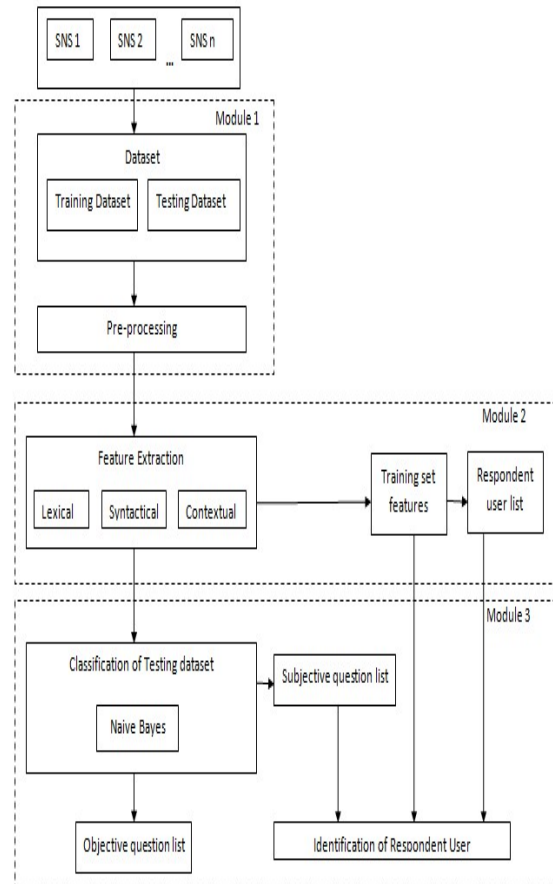 SNS 1 SNS 2 ... SNS n
Module 1
Dataset
Training Dataset Testing Dataset
Pre-processing
Module 2
Feature Extraction
Lexical Syntactical Contextual
Training set
features
Respondent
user list
Module 3
Classification of Testing dataset
Naive Bayes
Subjective question list
Objective question list
Identification of Respondent User